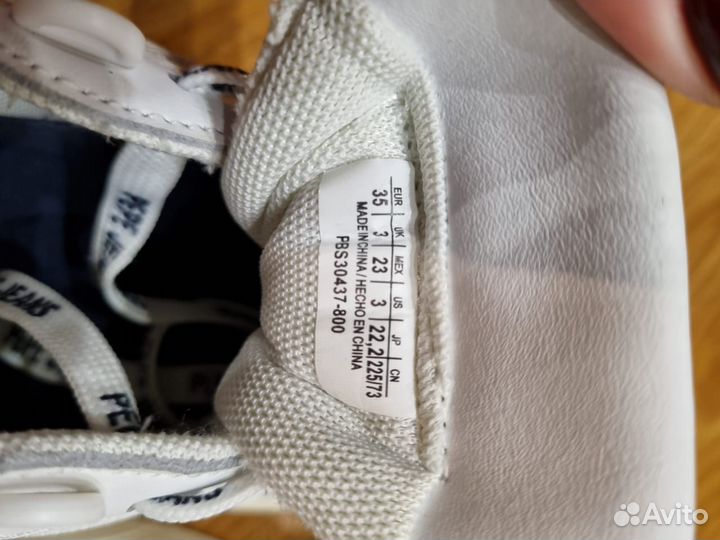 EUR | UK | MEX | US | JP | CN
35 | 3 | 23 | 3 | 22,2 | 225/73
MADE IN CHINA / HECHO EN CHINA
PBS30437-800
PEPE
JEANS
PE
Avito